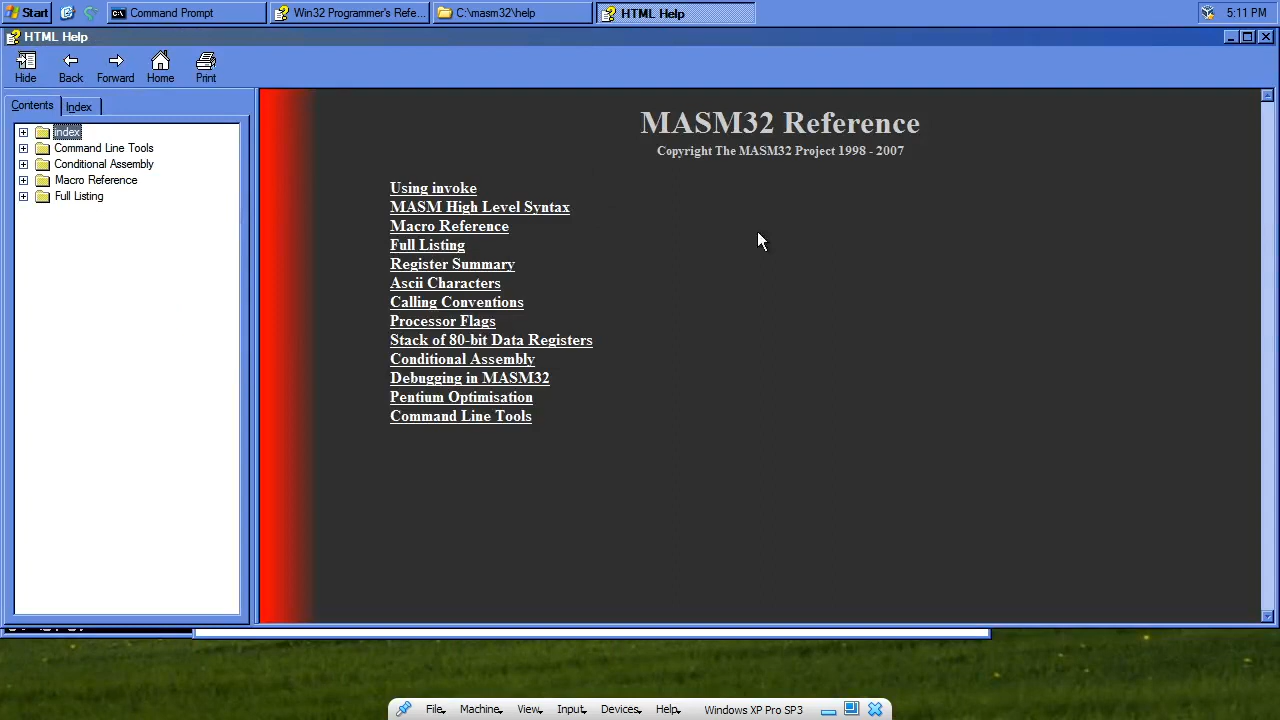 Start
Command Prompt
Win32 Programmer's Refe...
C:\masm32\help
HTML Help
5:11 PM
HTML Help
Hide
Back
Forward
Home
Print
Contents
Index
index
Command Line Tools
Conditional Assembly
Macro Reference
Full Listing
MASM32 Reference
Copyright The MASM32 Project 1998 - 2007
Using invoke
MASM High Level Syntax
Macro Reference
Full Listing
Register Summary
Ascii Characters
Calling Conventions
Processor Flags
Stack of 80-bit Data Registers
Conditional Assembly
Debugging in MASM32
Pentium Optimisation
Command Line Tools
File
Machine
View
Input
Devices
Help
Windows XP Pro SP3